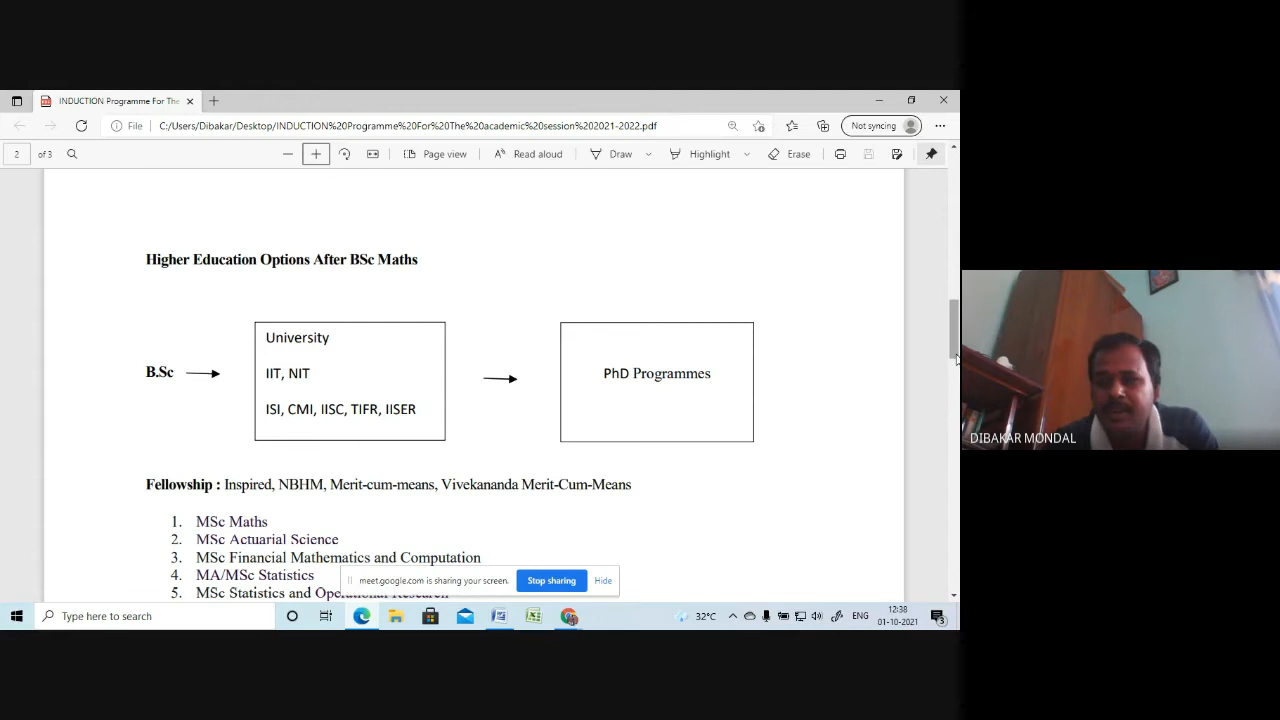 INDUCTION Programme For The
File
C:/Users/Dibakar/Desktop/INDUCTION%20Programme%20For%20The%20academic%20session%202021-2022.pdf
Not syncing
2 of 3
Page view
Read aloud
Draw
Highlight
Erase
Higher Education Options After BSc Maths
University
B.Sc
IIT, NIT
PhD Programmes
ISI, CMI, IISC, TIFR, IISER
Fellowship : Inspired, NBHM, Merit-cum-means, Vivekananda Merit-Cum-Means
1. MSc Maths
2. MSc Actuarial Science
3. MSc Financial Mathematics and Computation
4. MA/MSc Statistics
5. MSc Statistics and Operational Research
meet.google.com is sharing your screen.
Stop sharing
Hide
DIBAKAR MONDAL
Type here to search
32°C
ENG
12:38
01-10-2021
3